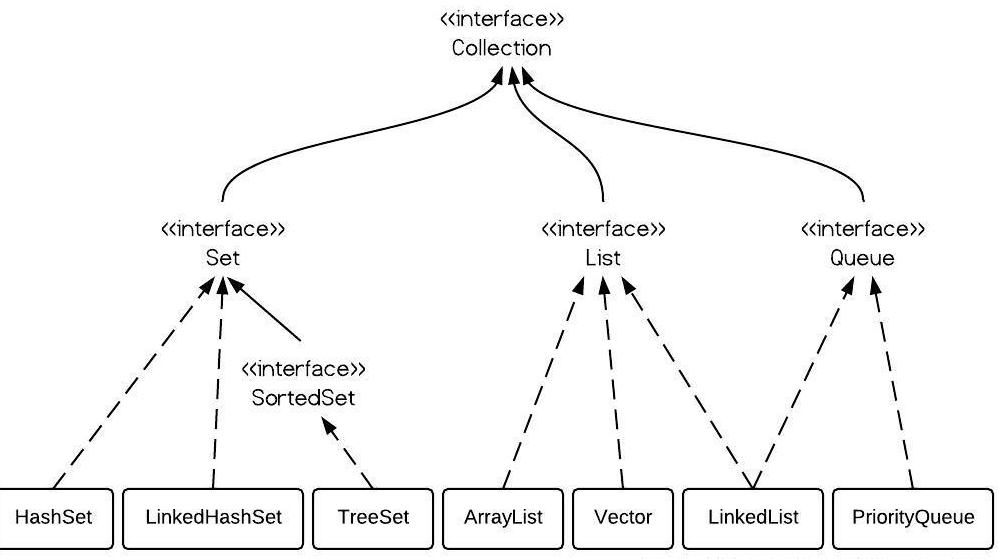 <<interface>>
Collection
<<interface>>
Set
<<interface>>
List
<<interface>>
Queue
<<interface>>
SortedSet
HashSet
LinkedHashSet
TreeSet
ArrayList
Vector
LinkedList
PriorityQueue